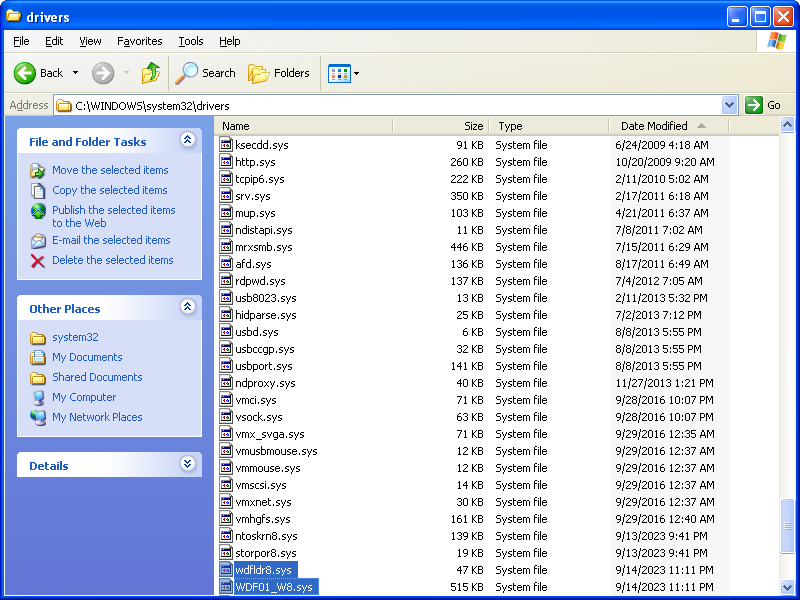 drivers
File Edit View Favorites Tools Help
Back Search Folders
Address C:\WINDOWS\system32\drivers Go
File and Folder Tasks
Move the selected items
Copy the selected items
Publish the selected items
to the Web
E-mail the selected items
Delete the selected items
Other Places
system32
My Documents
Shared Documents
My Computer
My Network Places
Details
Name Size Type Date Modified
ksecdd.sys 91 KB System file 6/24/2009 4:18 AM
http.sys 260 KB System file 10/20/2009 9:20 AM
tcpip6.sys 222 KB System file 2/11/2010 5:02 AM
srv.sys 350 KB System file 2/17/2011 6:18 AM
mup.sys 103 KB System file 4/21/2011 6:37 AM
ndistapi.sys 11 KB System file 7/8/2011 7:02 AM
mrxsmb.sys 446 KB System file 7/15/2011 6:29 AM
afd.sys 136 KB System file 8/17/2011 6:49 AM
rdpwd.sys 137 KB System file 7/4/2012 7:05 AM
usb8023.sys 13 KB System file 2/11/2013 5:32 PM
hidparse.sys 25 KB System file 7/2/2013 7:12 PM
usbd.sys 6 KB System file 8/8/2013 5:55 PM
usbccgp.sys 32 KB System file 8/8/2013 5:55 PM
usbport.sys 141 KB System file 8/8/2013 5:55 PM
ndproxy.sys 40 KB System file 11/27/2013 1:21 PM
vmci.sys 71 KB System file 9/28/2016 10:07 PM
vsock.sys 63 KB System file 9/28/2016 10:07 PM
vmx_svga.sys 71 KB System file 9/29/2016 12:35 AM
vmusbmouse.sys 12 KB System file 9/29/2016 12:37 AM
vmmouse.sys 12 KB System file 9/29/2016 12:37 AM
vmscsi.sys 14 KB System file 9/29/2016 12:37 AM
vmxnet.sys 30 KB System file 9/29/2016 12:37 AM
vmhgfs.sys 161 KB System file 9/29/2016 12:40 AM
ntoskrn8.sys 139 KB System file 9/13/2023 9:41 PM
storpor8.sys 19 KB System file 9/13/2023 9:41 PM
wdfldr8.sys 47 KB System file 9/14/2023 11:11 PM
WDF01_W8.sys 515 KB System file 9/14/2023 11:11 PM